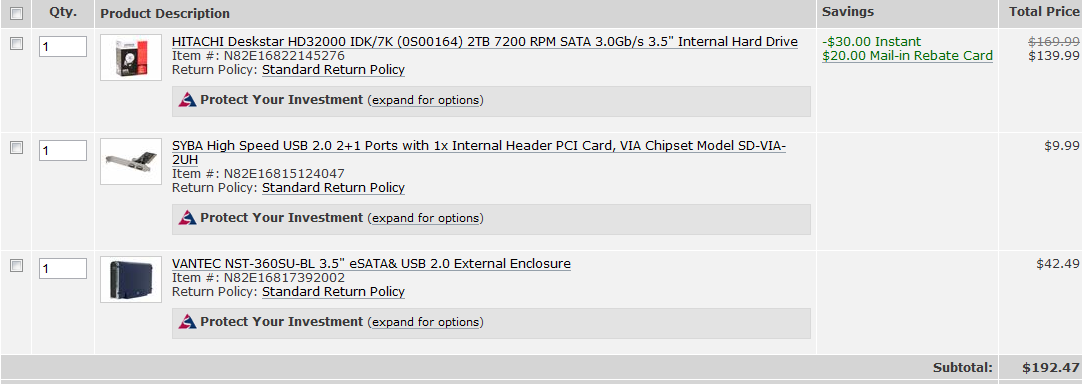 Qty. Product Description Savings Total Price
1 HITACHI Deskstar HD32000 IDK/7K (0S00164) 2TB 7200 RPM SATA 3.0Gb/s 3.5" Internal Hard Drive -$30.00 Instant $169.99
Item #: N82E16822145276 $20.00 Mail-in Rebate Card $139.99
Return Policy: Standard Return Policy
Protect Your Investment (expand for options)
1 SYBA High Speed USB 2.0 2+1 Ports with 1x Internal Header PCI Card, VIA Chipset Model SD-VIA- $9.99
2UH
Item #: N82E16815124047
Return Policy: Standard Return Policy
Protect Your Investment (expand for options)
1 VANTEC NST-360SU-BL 3.5" eSATA& USB 2.0 External Enclosure $42.49
Item #: N82E16817392002
Return Policy: Standard Return Policy
Protect Your Investment (expand for options)
Subtotal: $192.47